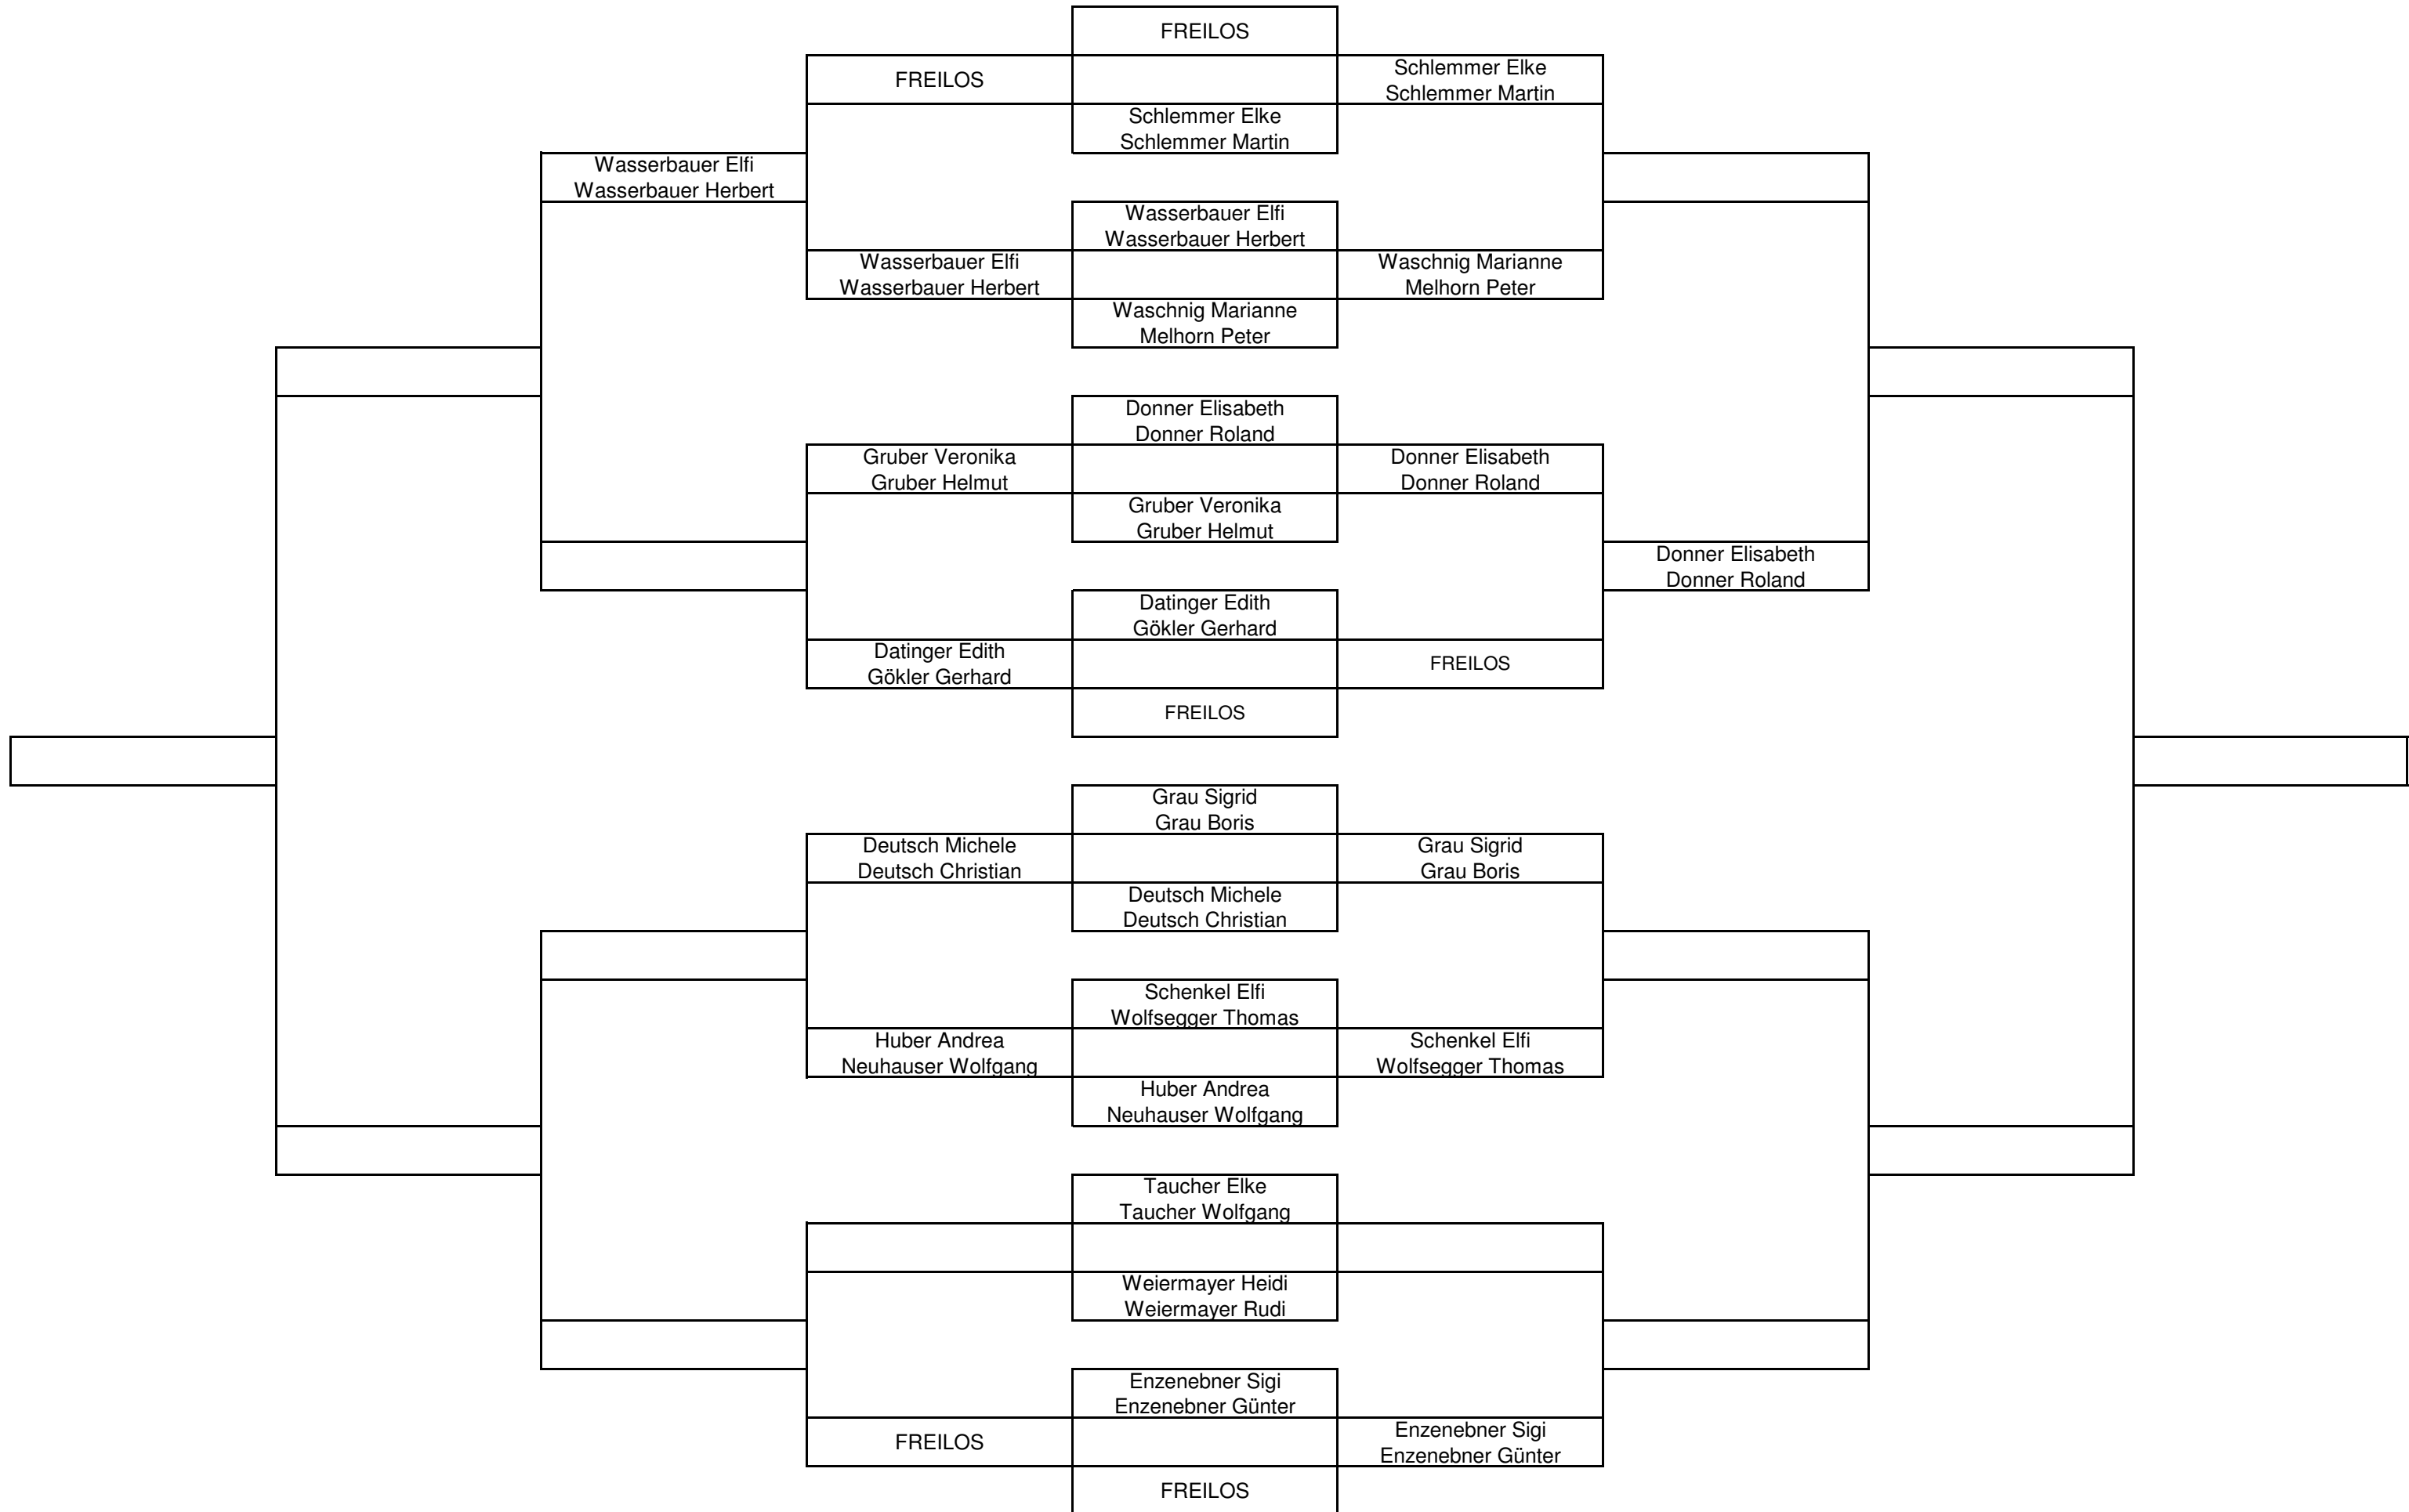 FREILOS
FREILOS
Schlemmer Elke
Schlemmer Martin
Schlemmer Elke
Schlemmer Martin
Wasserbauer Elfi
Wasserbauer Herbert
Wasserbauer Elfi
Wasserbauer Herbert
Wasserbauer Elfi
Wasserbauer Herbert
Waschnig Marianne
Melhorn Peter
Waschnig Marianne
Melhorn Peter
Donner Elisabeth
Donner Roland
Gruber Veronika
Gruber Helmut
Donner Elisabeth
Donner Roland
Gruber Veronika
Gruber Helmut
Donner Elisabeth
Donner Roland
Datinger Edith
Gökler Gerhard
Datinger Edith
Gökler Gerhard
FREILOS
FREILOS
Grau Sigrid
Grau Boris
Deutsch Michele
Deutsch Christian
Grau Sigrid
Grau Boris
Deutsch Michele
Deutsch Christian
Schenkel Elfi
Wolfsegger Thomas
Huber Andrea
Neuhauser Wolfgang
Schenkel Elfi
Wolfsegger Thomas
Huber Andrea
Neuhauser Wolfgang
Taucher Elke
Taucher Wolfgang
Weiermayer Heidi
Weiermayer Rudi
Enzenebner Sigi
Enzenebner Günter
FREILOS
Enzenebner Sigi
Enzenebner Günter
FREILOS